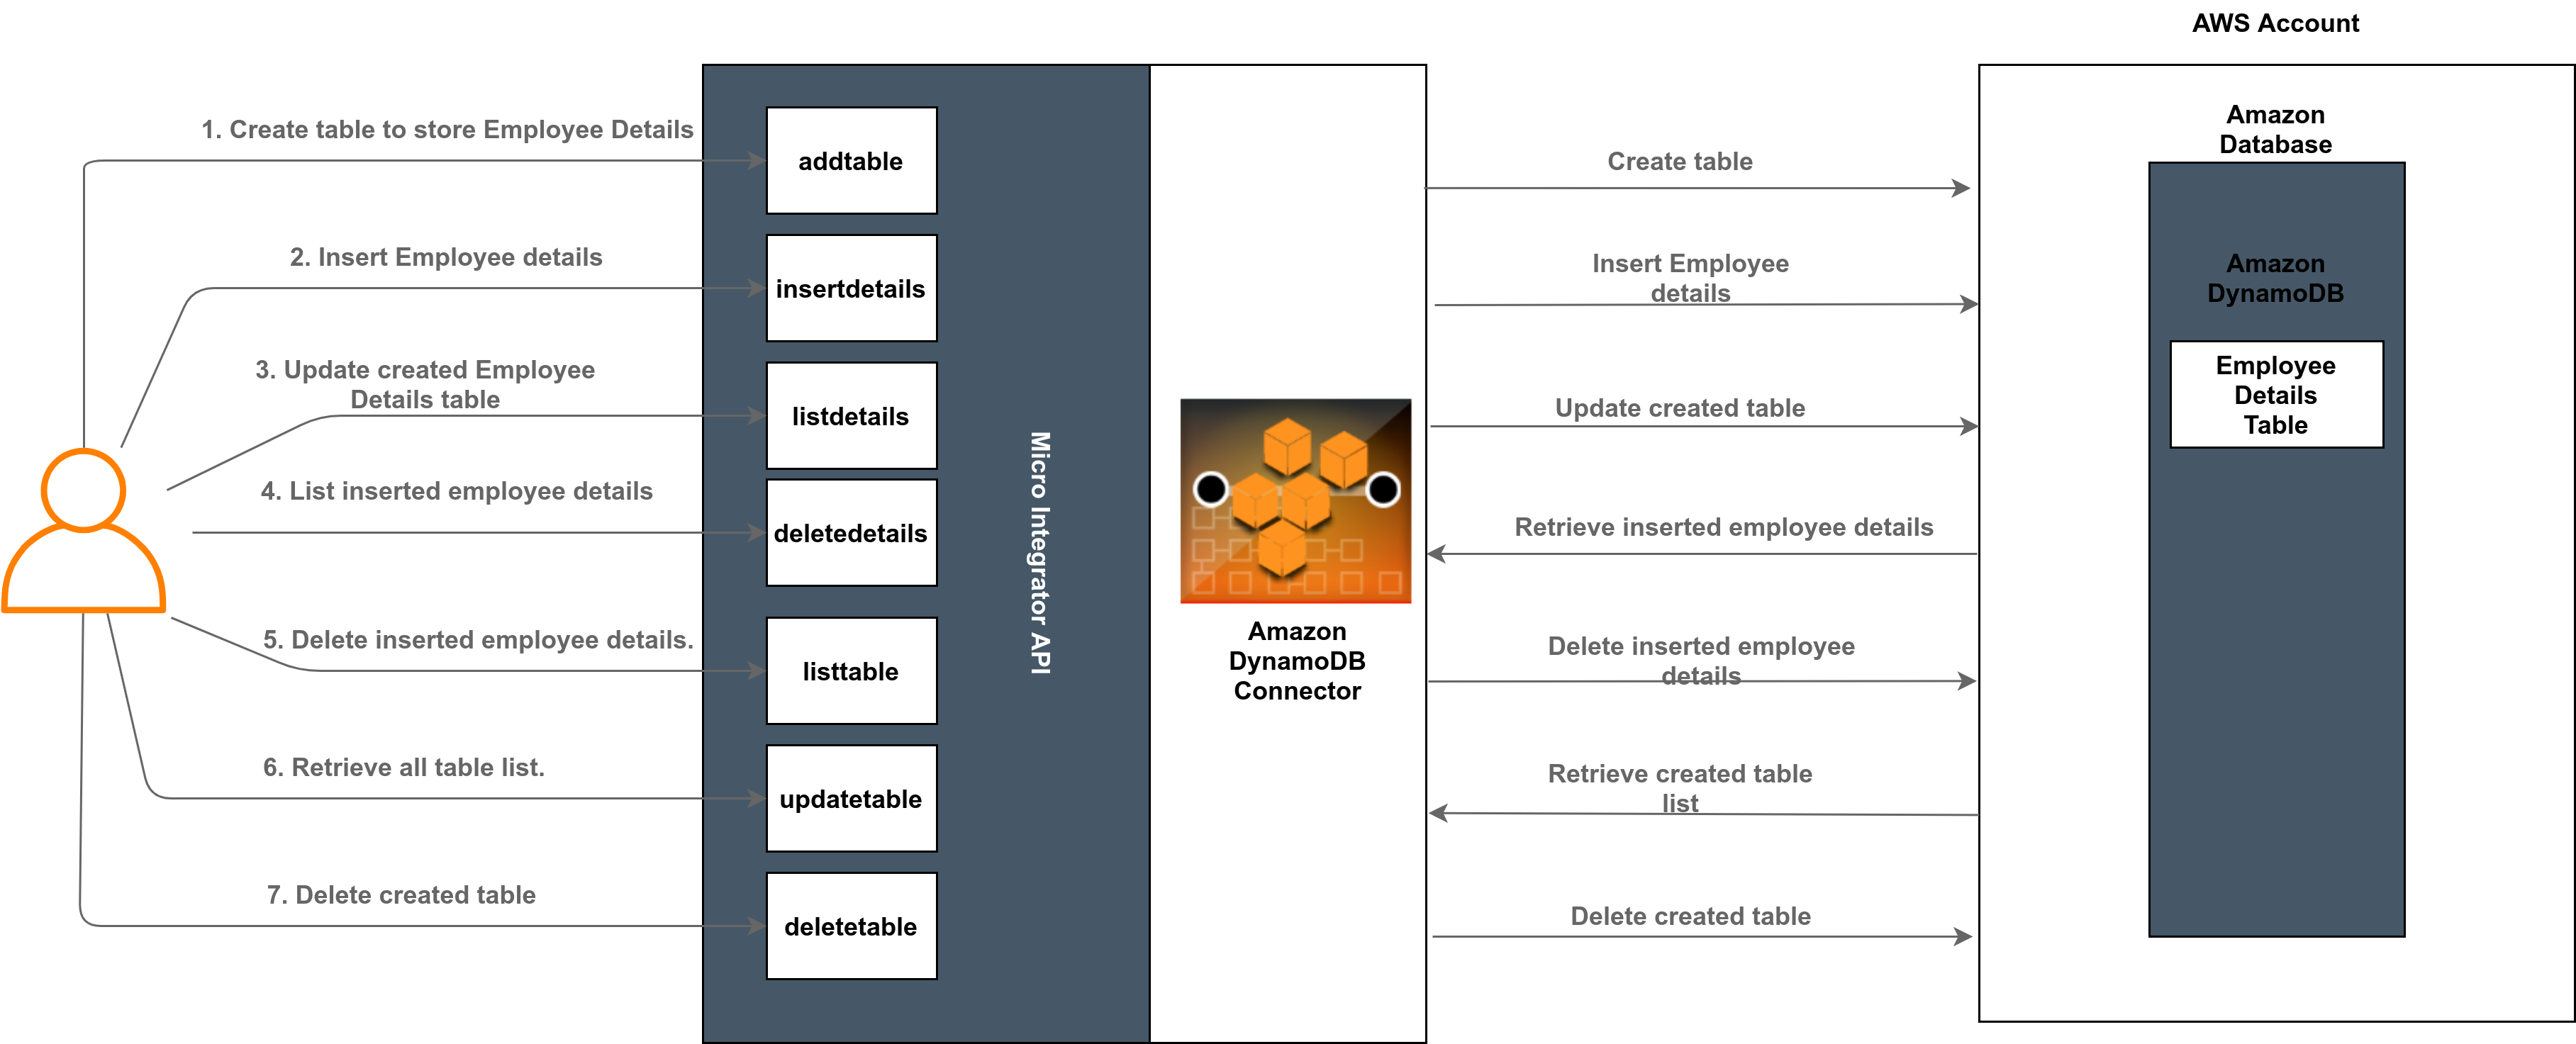 AWS Account
1. Create table to store Employee Details
2. Insert Employee details
3. Update created Employee
Details table
4. List inserted employee details
5. Delete inserted employee details.
6. Retrieve all table list.
7. Delete created table
addtable
insertdetails
listdetails
deletedetails
listtable
updatetable
deletetable
Micro Integrator API
Amazon
DynamoDB
Connector
Create table
Insert Employee
details
Update created table
Retrieve inserted employee details
Delete inserted employee
details
Retrieve created table
list
Delete created table
Amazon
Database
Amazon
DynamoDB
Employee
Details
Table